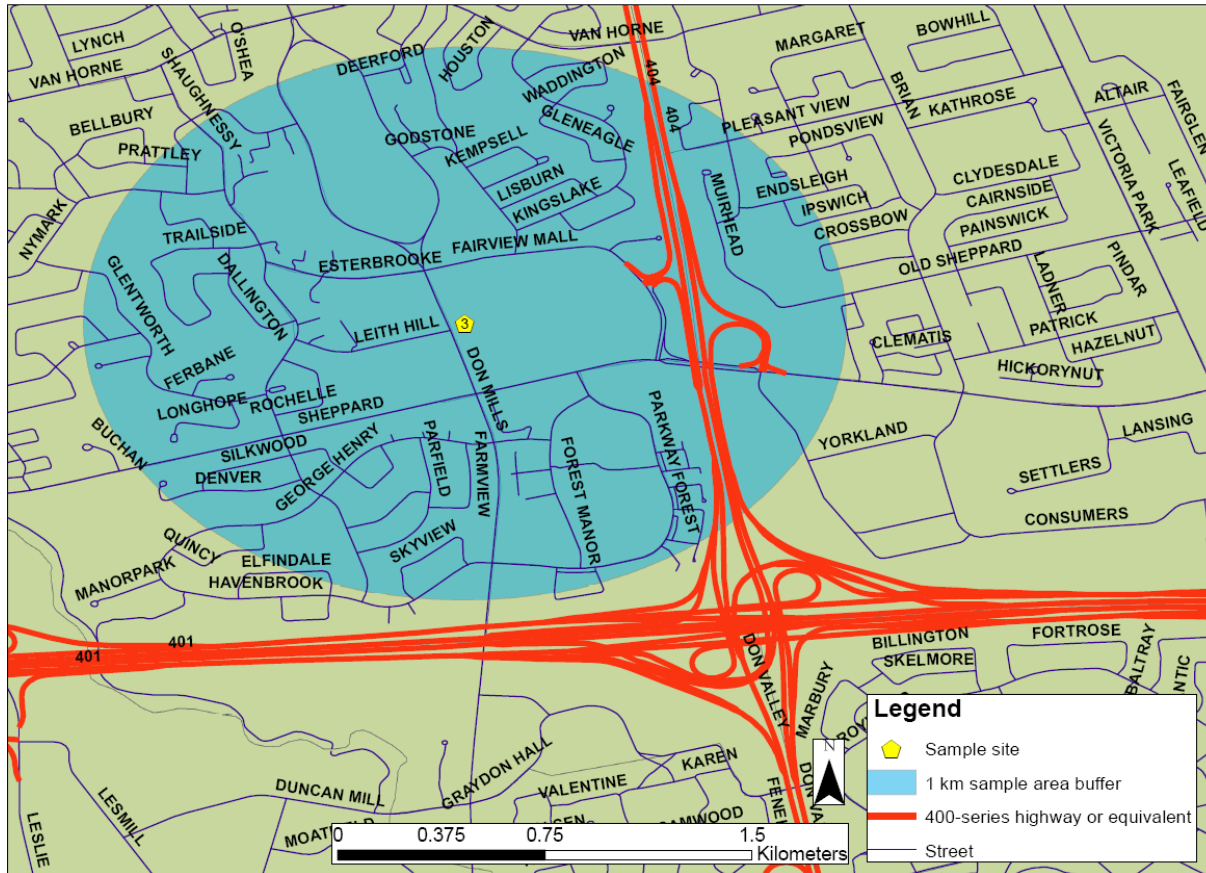 LYNCH
O'SHEA
VAN HORNE
SHAUGHNESSY
DEERFORD
HOUSTON
VAN HORNE
WADDINGTON
404
404
MARGARET
BOWHILL
BRIAN
KATHROSE
ALTAIR
FAIRGLEN
BELLBURY
PRATTLEY
GODSTONE
KEMPSELL
GLENEAGLE
LISBURN
KINGSLAKE
PLEASANT VIEW
PONDSVIEW
VICTORIA PARK
LEAFIELD
CLYDESDALE
CAIRNSIDE
PAINSWICK
MUIRHEAD
ENDSLEIGH
IPSWICH
CROSSBOW
OLD SHEPPARD
NYMARK
TRAILSIDE
DALLINGTON
ESTERBROOKE
FAIRVIEW MALL
GLENTWORTH
LEITH HILL
3
LADNER
PINDAR
PATRICK
HAZELNUT
CLEMATIS
HICKORYNUT
FERBANE
LONGHOPE
ROCHELLE
SHEPPARD
DON MILLS
BUCHAN
SILKWOOD
DENVER
GEORGE HENRY
PARFIELD
FARMVIEW
FOREST MANOR
PARKWAY FOREST
YORKLAND
LANSING
SETTLERS
CONSUMERS
QUINCY
MANORPARK
ELFINDALE
HAVENBROOK
SKYVIEW
401
401
DON VALLEY
MARBURY
BILLINGTON
SKELMORE
FORTROSE
BALTRAY
NTIC
LESLIE
LESMILL
DUNCAN MILL
GRAYDON HALL
VALENTINE
KAREN
N
Legend
Sample site
1 km sample area buffer
400-series highway or equivalent
Street
0 0.375 0.75 1.5
Kilometers